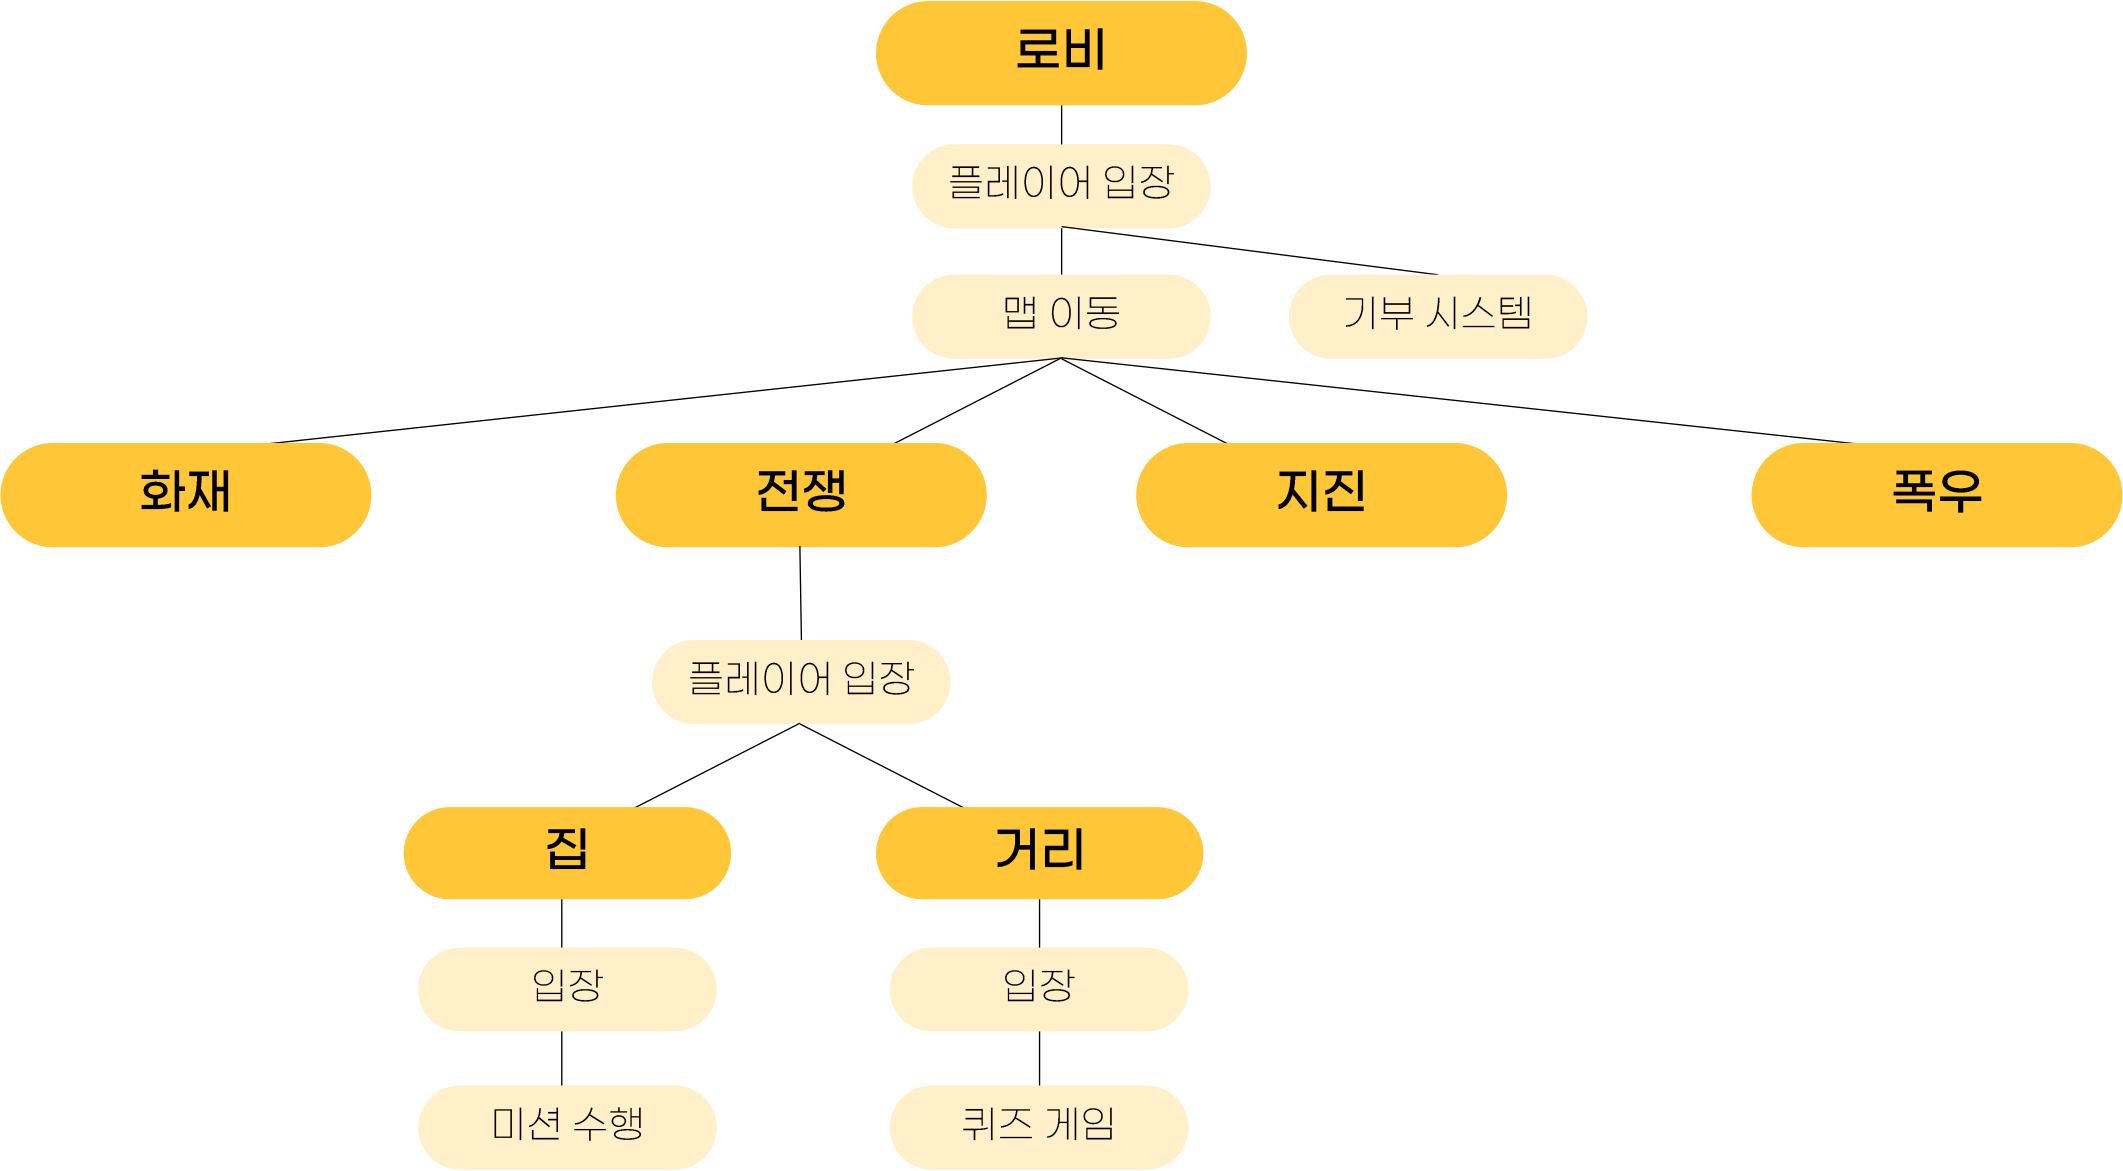 로비
플레이어 입장
맵 이동
기부 시스템
화재
전쟁
지진
폭우
플레이어 입장
집
거리
입장
입장
미션 수행
퀴즈 게임